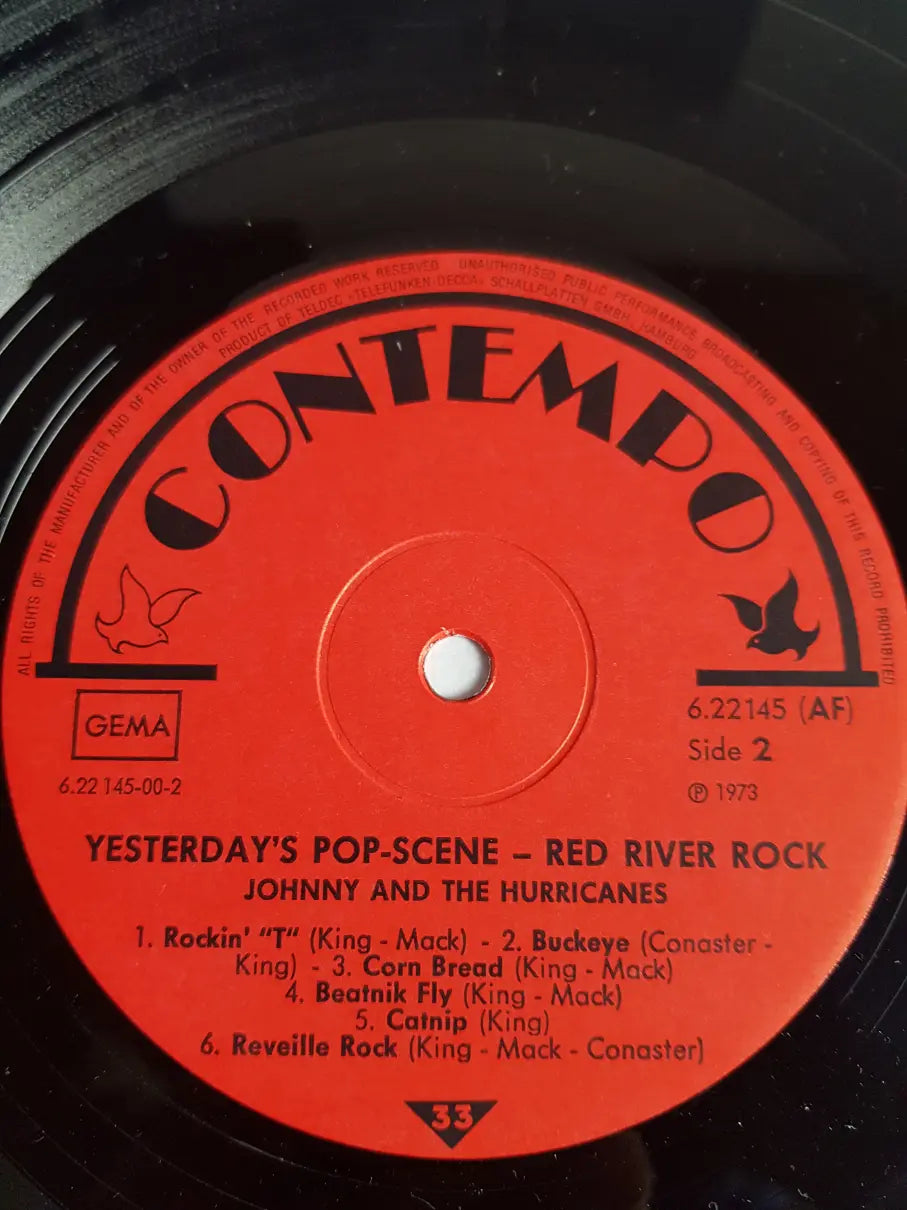 ALL RIGHTS OF THE MANUFACTURER AND OF THE OWNER OF THE RECORDED WORK RESERVED UNAUTHORISED PUBLIC PERFORMANCE BROADCASTING AND COPYING OF THIS RECORD PROHIBITED
PRODUCT OF TELDEC »TELEFUNKEN-DECCA« SCHALLPLATTEN GMBH, HAMBURG
CONTEMPO
GEMA
6.22 145-00-2
6.22145 (AF)
Side 2
Ⓟ 1973
YESTERDAY'S POP-SCENE – RED RIVER ROCK
JOHNNY AND THE HURRICANES
1. Rockin' "T" (King - Mack) - 2. Buckeye (Conaster -
King) - 3. Corn Bread (King - Mack)
4. Beatnik Fly (King - Mack)
5. Catnip (King)
6. Reveille Rock (King - Mack - Conaster)
33